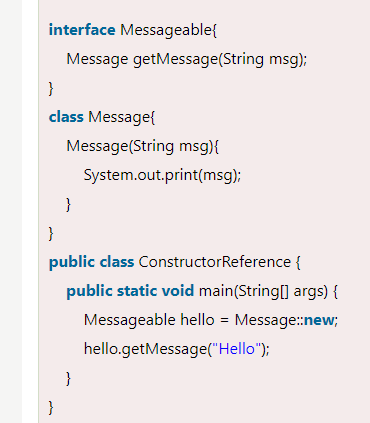 interface Messageable{
Message getMessage(String msg);
}
class Message{
Message(String msg){
System.out.print(msg);
}
}
public class ConstructorReference {
public static void main(String[] args) {
Messageable hello = Message::new;
hello.getMessage("Hello");
}
}